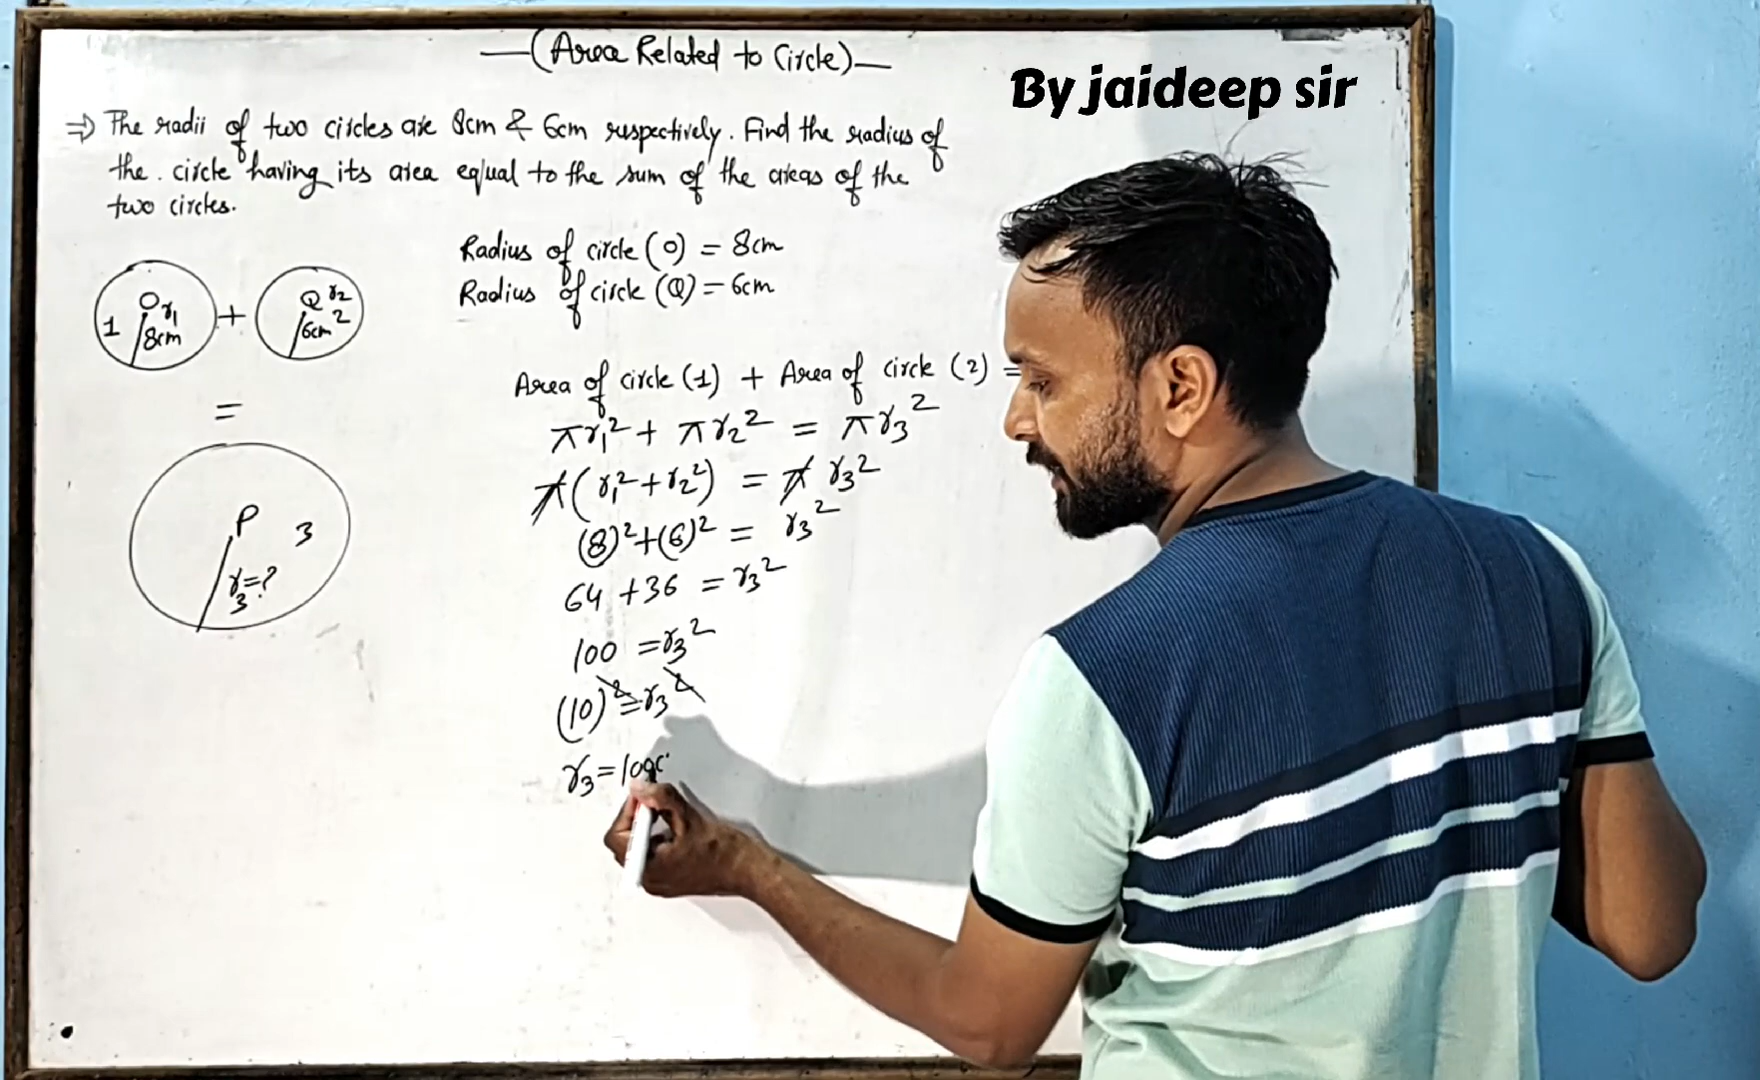 (Area Related to Circle)
By jaideep sir
⇒ The radii of two circles are 8cm & 6cm respectively. Find the radius of
the. circle having its area equal to the sum of the areas of the
two circles.
Radius of circle (O) = 8cm
Radius of circle (Q) = 6cm
O r₁
1 8cm
+
Q r₂
6cm 2
=
P 3
r₃=?
Area of circle (1) + Area of circle (2) =
πr₁² + πr₂² = πr₃²
π(r₁²+r₂²) = π r₃²
(8)²+(6)² = r₃²
64 +36 = r₃²
100 = r₃²
(10)² = r₃²
r₃ = 10